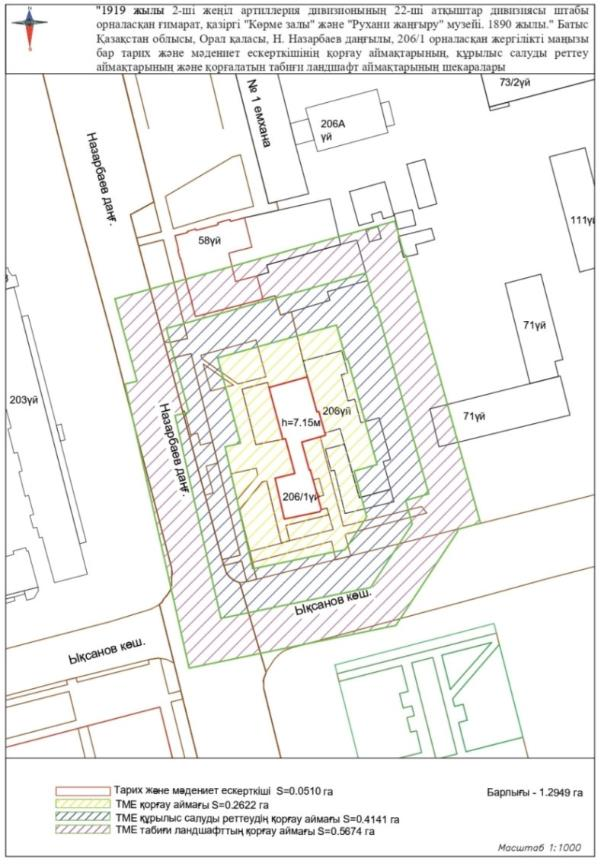 "1919 жылы 2-ші жеңіл артиллерия дивизионының 22-ші атқыштар дивизиясы штабы
орналасқан ғимарат, қазіргі "Көрме залы" және "Рухани жаңғыру" музейі. 1890 жылы." Батыс
Қазақстан облысы, Орал қаласы, Н. Назарбаев даңғылы, 206/1 орналасқан жергілікті маңызы
бар тарих және мәдениет ескерткішінің қорғау аймақтарының, құрылыс салуды реттеу
аймақтарының және қорғалатын табиғи ландшафт аймақтарының шекаралары
73/2үй
№ 1 емхана
206А
үй
Назарбаев даңғ.
111үй
58үй
71үй
203үй
Назарбаев даңғ.
206үй
71үй
h=7.15м
206/1үй
Ықсанов көш.
Ықсанов көш.
Тарих және мәдениет ескерткіші S=0.0510 га
Барлығы - 1.2949 га
ТМЕ қорғау аймағы S=0.2622 га
ТМЕ құрылыс салуды реттеудің қорғау аймағы S=0.4141 га
ТМЕ табиғи ландшафттың қорғау аймағы S=0.5674 га
Масштаб 1:1000